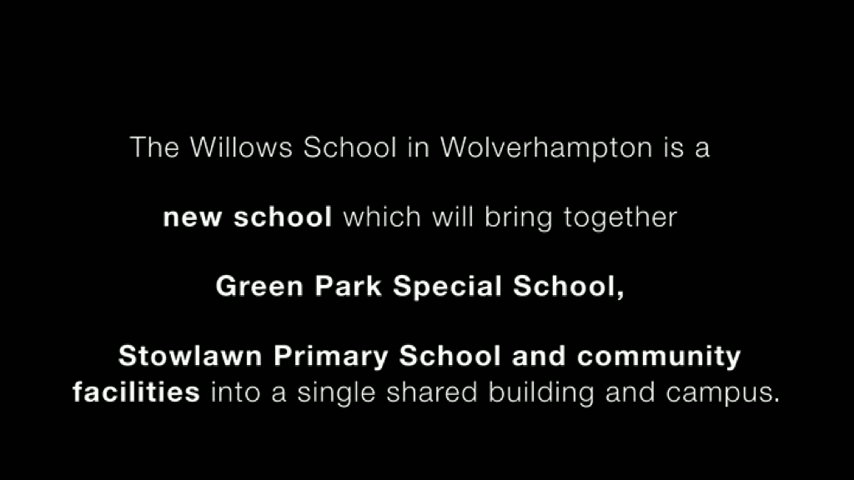 The Willows School in Wolverhampton is a
new school which will bring together
Green Park Special School,
Stowlawn Primary School and community
facilities into a single shared building and campus.